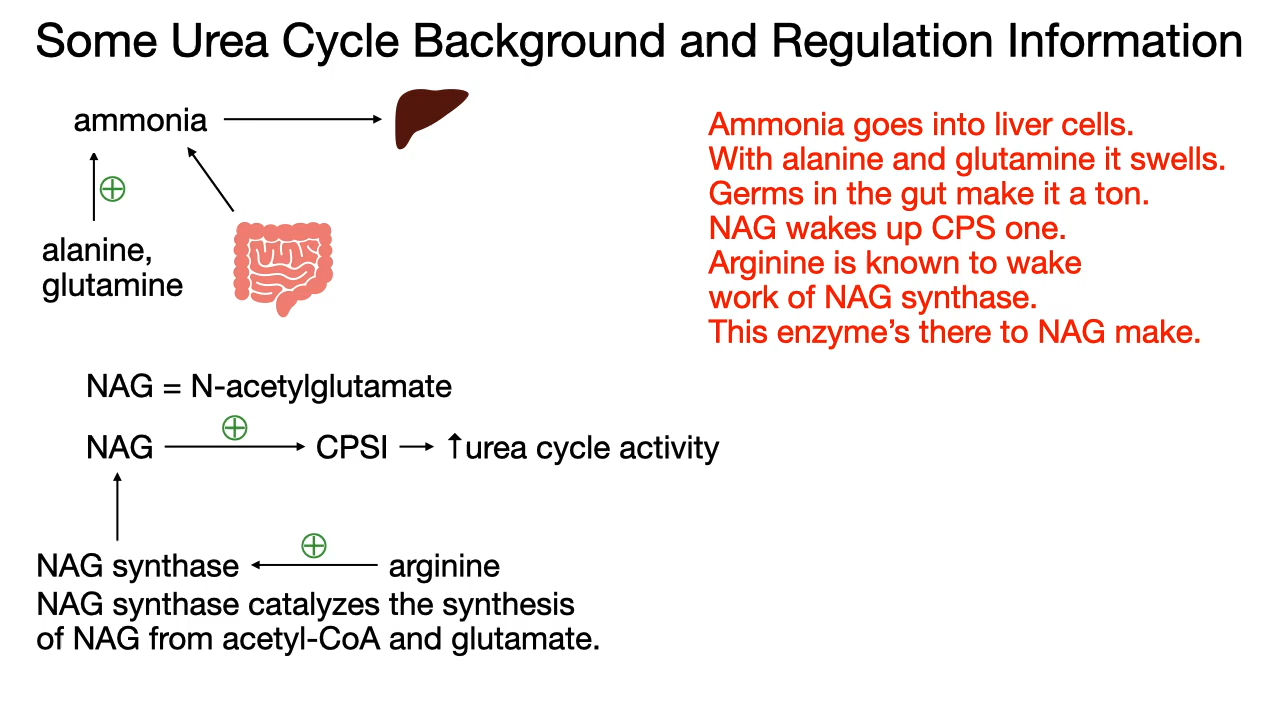 Some Urea Cycle Background and Regulation Information
ammonia
alanine,
glutamine
Ammonia goes into liver cells.
With alanine and glutamine it swells.
Germs in the gut make it a ton.
NAG wakes up CPS one.
Arginine is known to wake
work of NAG synthase.
This enzyme’s there to NAG make.
NAG = N-acetylglutamate
NAG ⊕ → CPSI → ↑urea cycle activity
NAG synthase ← ⊕ arginine
NAG synthase catalyzes the synthesis
of NAG from acetyl-CoA and glutamate.